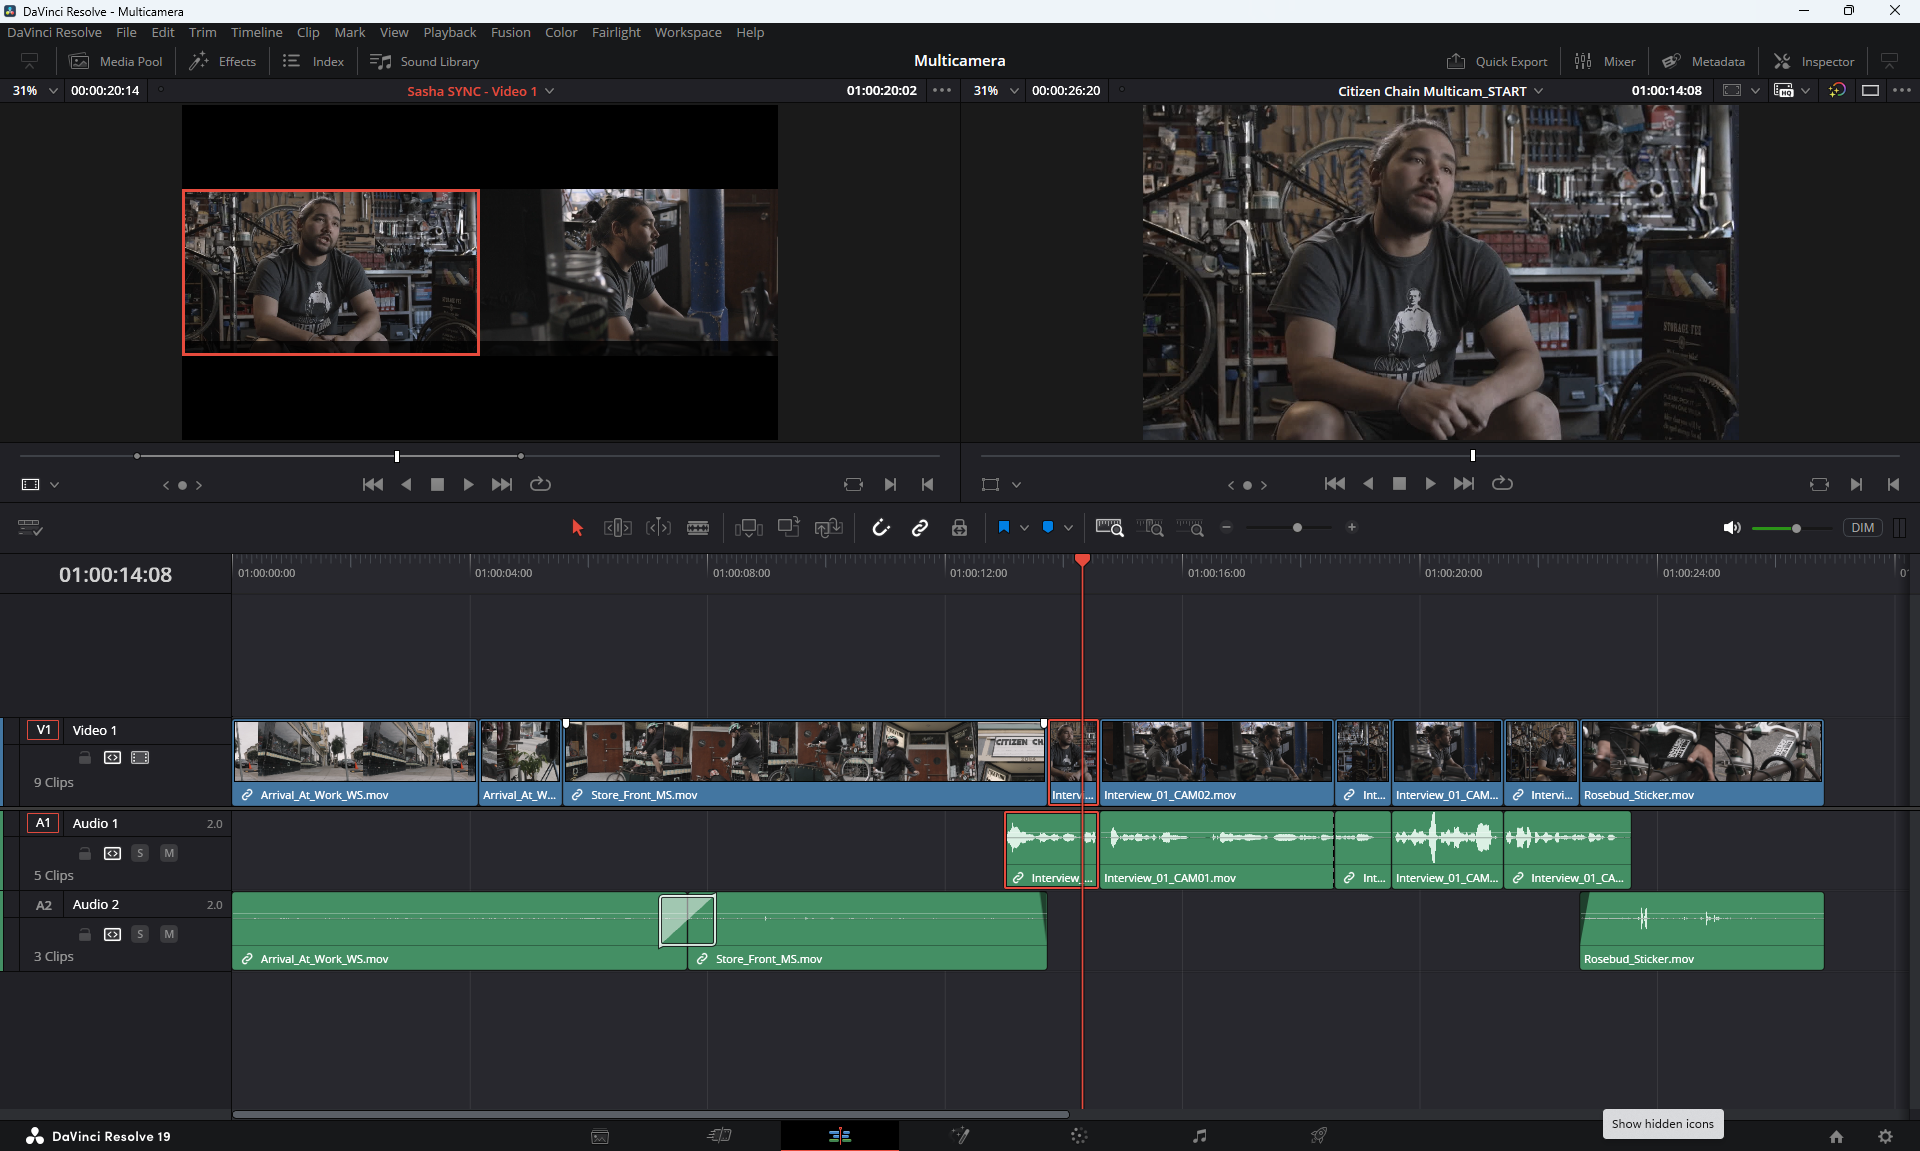 DaVinci Resolve - Multicamera
DaVinci Resolve File Edit Trim Timeline Clip Mark View Playback Fusion Color Fairlight Workspace Help
Media Pool Effects Index Sound Library Multicamera Quick Export Mixer Metadata Inspector
31% 00:00:20:14 Sasha SYNC - Video 1 01:00:20:02 31% 00:00:26:20 Citizen Chain Multicam_START 01:00:14:08
STORAGE FEE
DIM
01:00:14:08 01:00:00:00 01:00:04:00 01:00:08:00 01:00:12:00 01:00:16:00 01:00:20:00 01:00:24:00
V1 Video 1
CITIZEN CH
9 Clips
Arrival_At_Work_WS.mov Arrival_At_W... Store_Front_MS.mov Interv... Interview_01_CAM02.mov Int... Interview_01_CAM... Intervi... Rosebud_Sticker.mov
A1 Audio 1 2.0
S M
5 Clips Interview_... Interview_01_CAM01.mov Int... Interview_01_CAM... Interview_01_CA...
A2 Audio 2 2.0
S M
3 Clips Arrival_At_Work_WS.mov Store_Front_MS.mov Rosebud_Sticker.mov
Show hidden icons
DaVinci Resolve 19